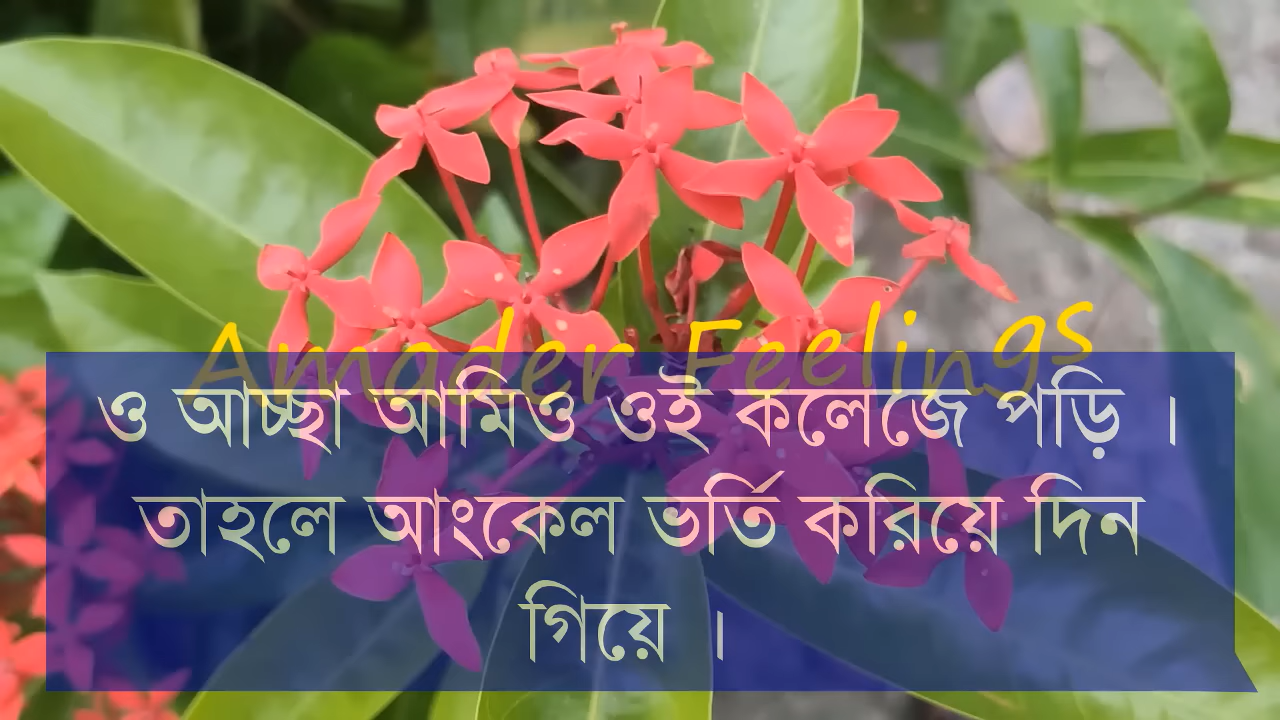 Amader Feelings
ও আচ্ছা আমিও ওই কলেজে পড়ি ।
তাহলে আংকেল ভর্তি করিয়ে দিন
গিয়ে ।